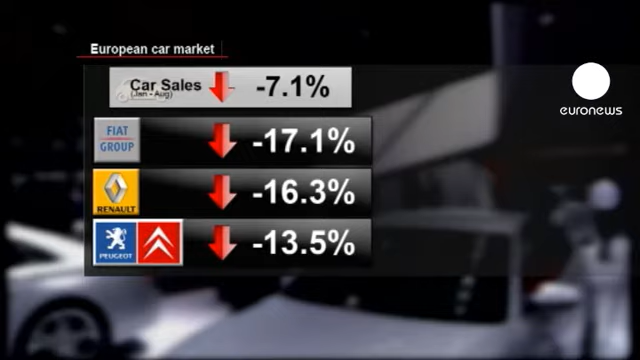 European car market
Car Sales -7.1%
(Jan - Aug)
euronews
FIAT
GROUP
-17.1%
RENAULT
-16.3%
PEUGEOT
-13.5%